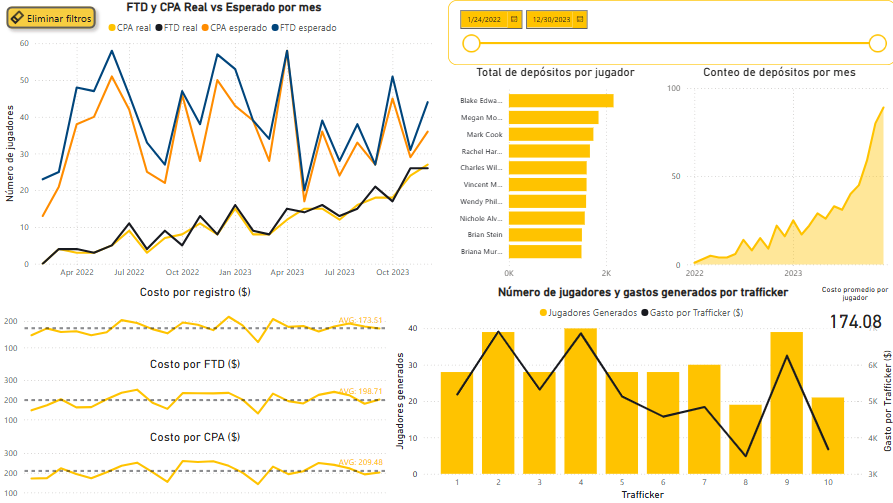 Eliminar filtros
FTD y CPA Real vs Esperado por mes
CPA real FTD real CPA esperado FTD esperado
Número de jugadores
60
50
40
30
20
10
0
Apr 2022 Jul 2022 Oct 2022 Jan 2023 Apr 2023 Jul 2023 Oct 2023
1/24/2022 12/30/2023
Total de depósitos por jugador
Blake Edwa...
Megan Mo...
Mark Cook
Rachel Har...
Charles Wil...
Vincent M...
Wendy Phil...
Nichole Alv...
Brian Stein
Briana Mur...
0K 2K
Conteo de depósitos por mes
100
50
0
2022 2023
Costo por registro ($)
200
100
AVG: 173.51
Costo por FTD ($)
300
200
100
AVG: 198.71
Costo por CPA ($)
300
200
100
AVG: 209.48
Número de jugadores y gastos generados por trafficker
Jugadores Generados Gasto por Trafficker ($)
Jugadores generados
40
30
20
10
0
1 2 3 4 5 6 7 8 9 10
Trafficker
6K
5K
4K
3K
Gasto por Trafficker ($)
Costo promedio por
jugador
174.08